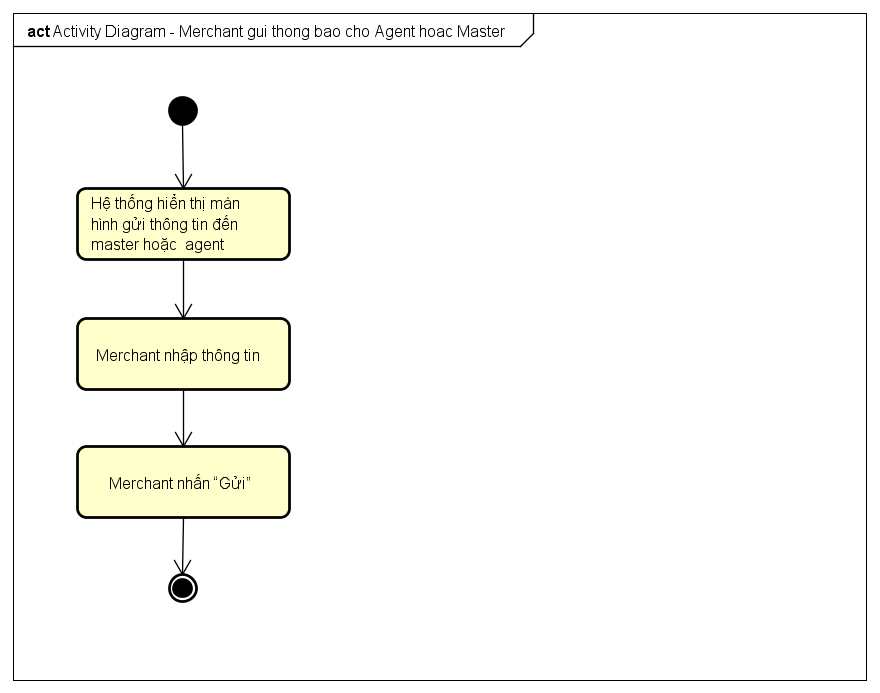 act Activity Diagram - Merchant gui thong bao cho Agent hoac Master
Hệ thống hiển thị màn
hình gửi thông tin đến
master hoặc  agent
Merchant nhập thông tin
Merchant nhấn “Gửi”